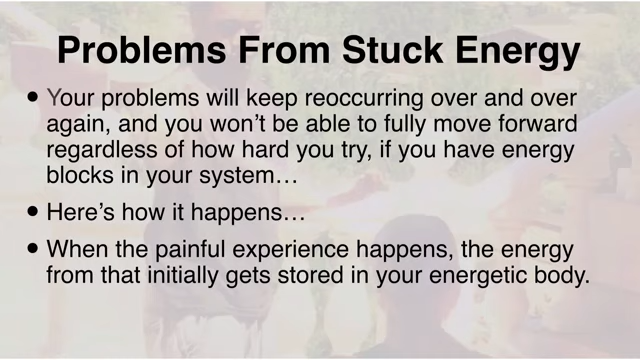 Problems From Stuck Energy
• Your problems will keep reoccurring over and over
again, and you won't be able to fully move forward
regardless of how hard you try, if you have energy
blocks in your system…
• Here's how it happens…
• When the painful experience happens, the energy
from that initially gets stored in your energetic body.